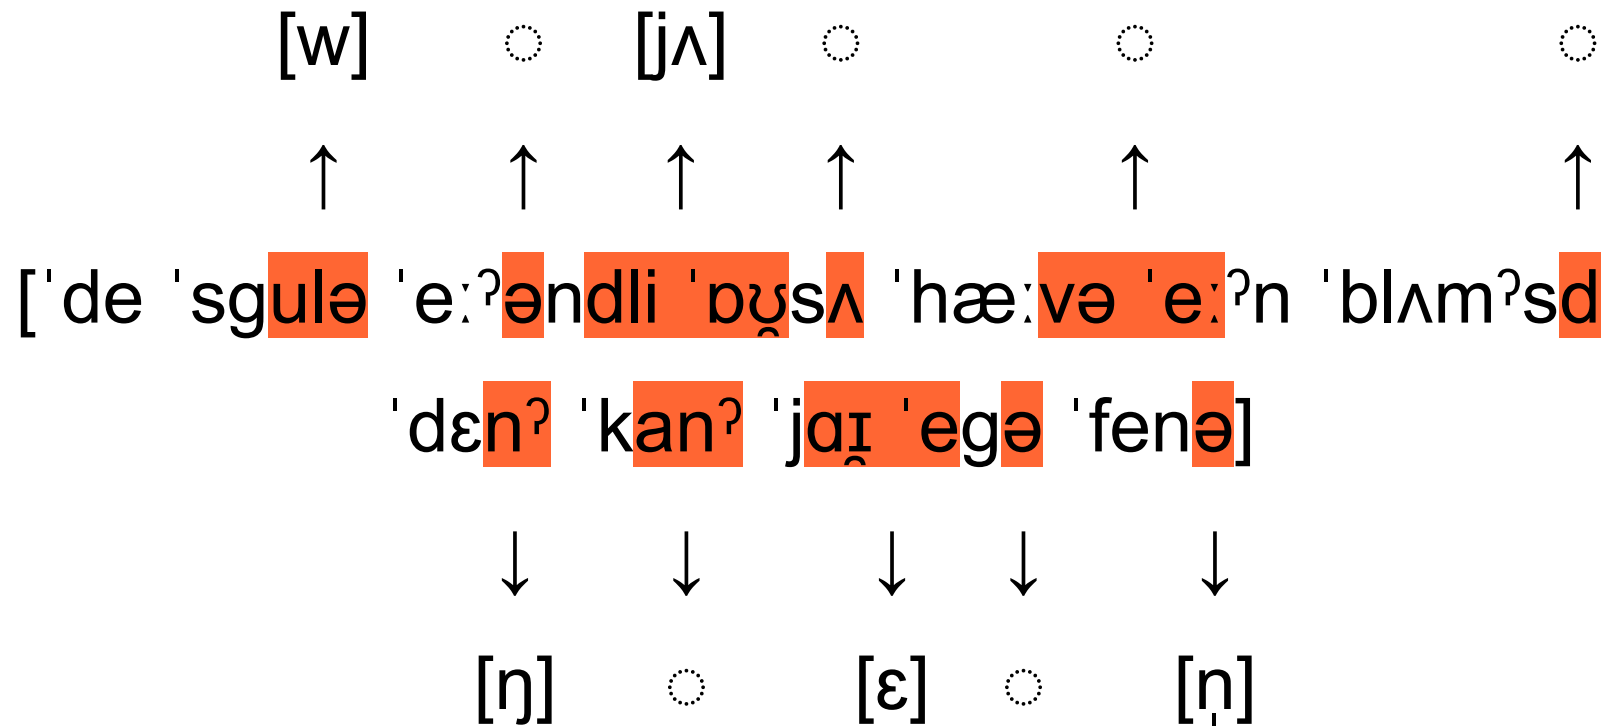 [w] ◌ [jʌ] ◌ ◌ ◌
↑ ↑ ↑ ↑ ↑ ↑
[ˈde ˈsgulə ˈeːˀəndli ˈɒʊ̯sʌ ˈhæːvə ˈeːˀn ˈblʌmˀsd
ˈdɛnˀ ˈkanˀ ˈjɑɪ̯ ˈegə ˈfenə]
↓ ↓ ↓ ↓ ↓
[ŋ] ◌ [ɛ] ◌ [n̩]